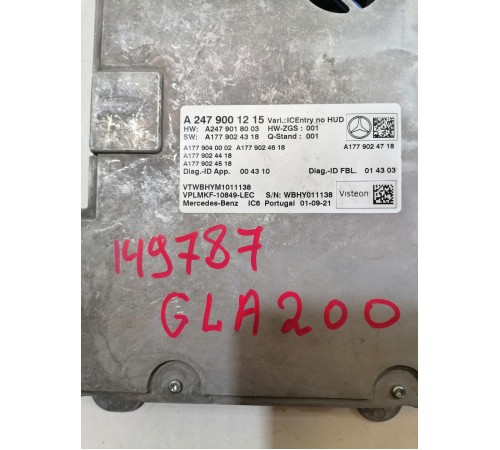 A 247 900 12 15 Vari.:ICEntry no HUD
HW: A247 901 80 03 HW-ZGS : 001
SW: A177 902 43 18 Q-Stand : 001
A177 904 00 02 A177 902 46 18 A177 902 47 18
A177 902 44 18
A177 902 45 18
Diag.-ID App. 00 43 10 Diag.-ID FBL. 01 43 03
VTWBHYM1011138
VPLMKF-10849-LEC S/N: WBHY011138 Visteon
Mercedes-Benz IC6 Portugal 01-09-21
149787
GLA200